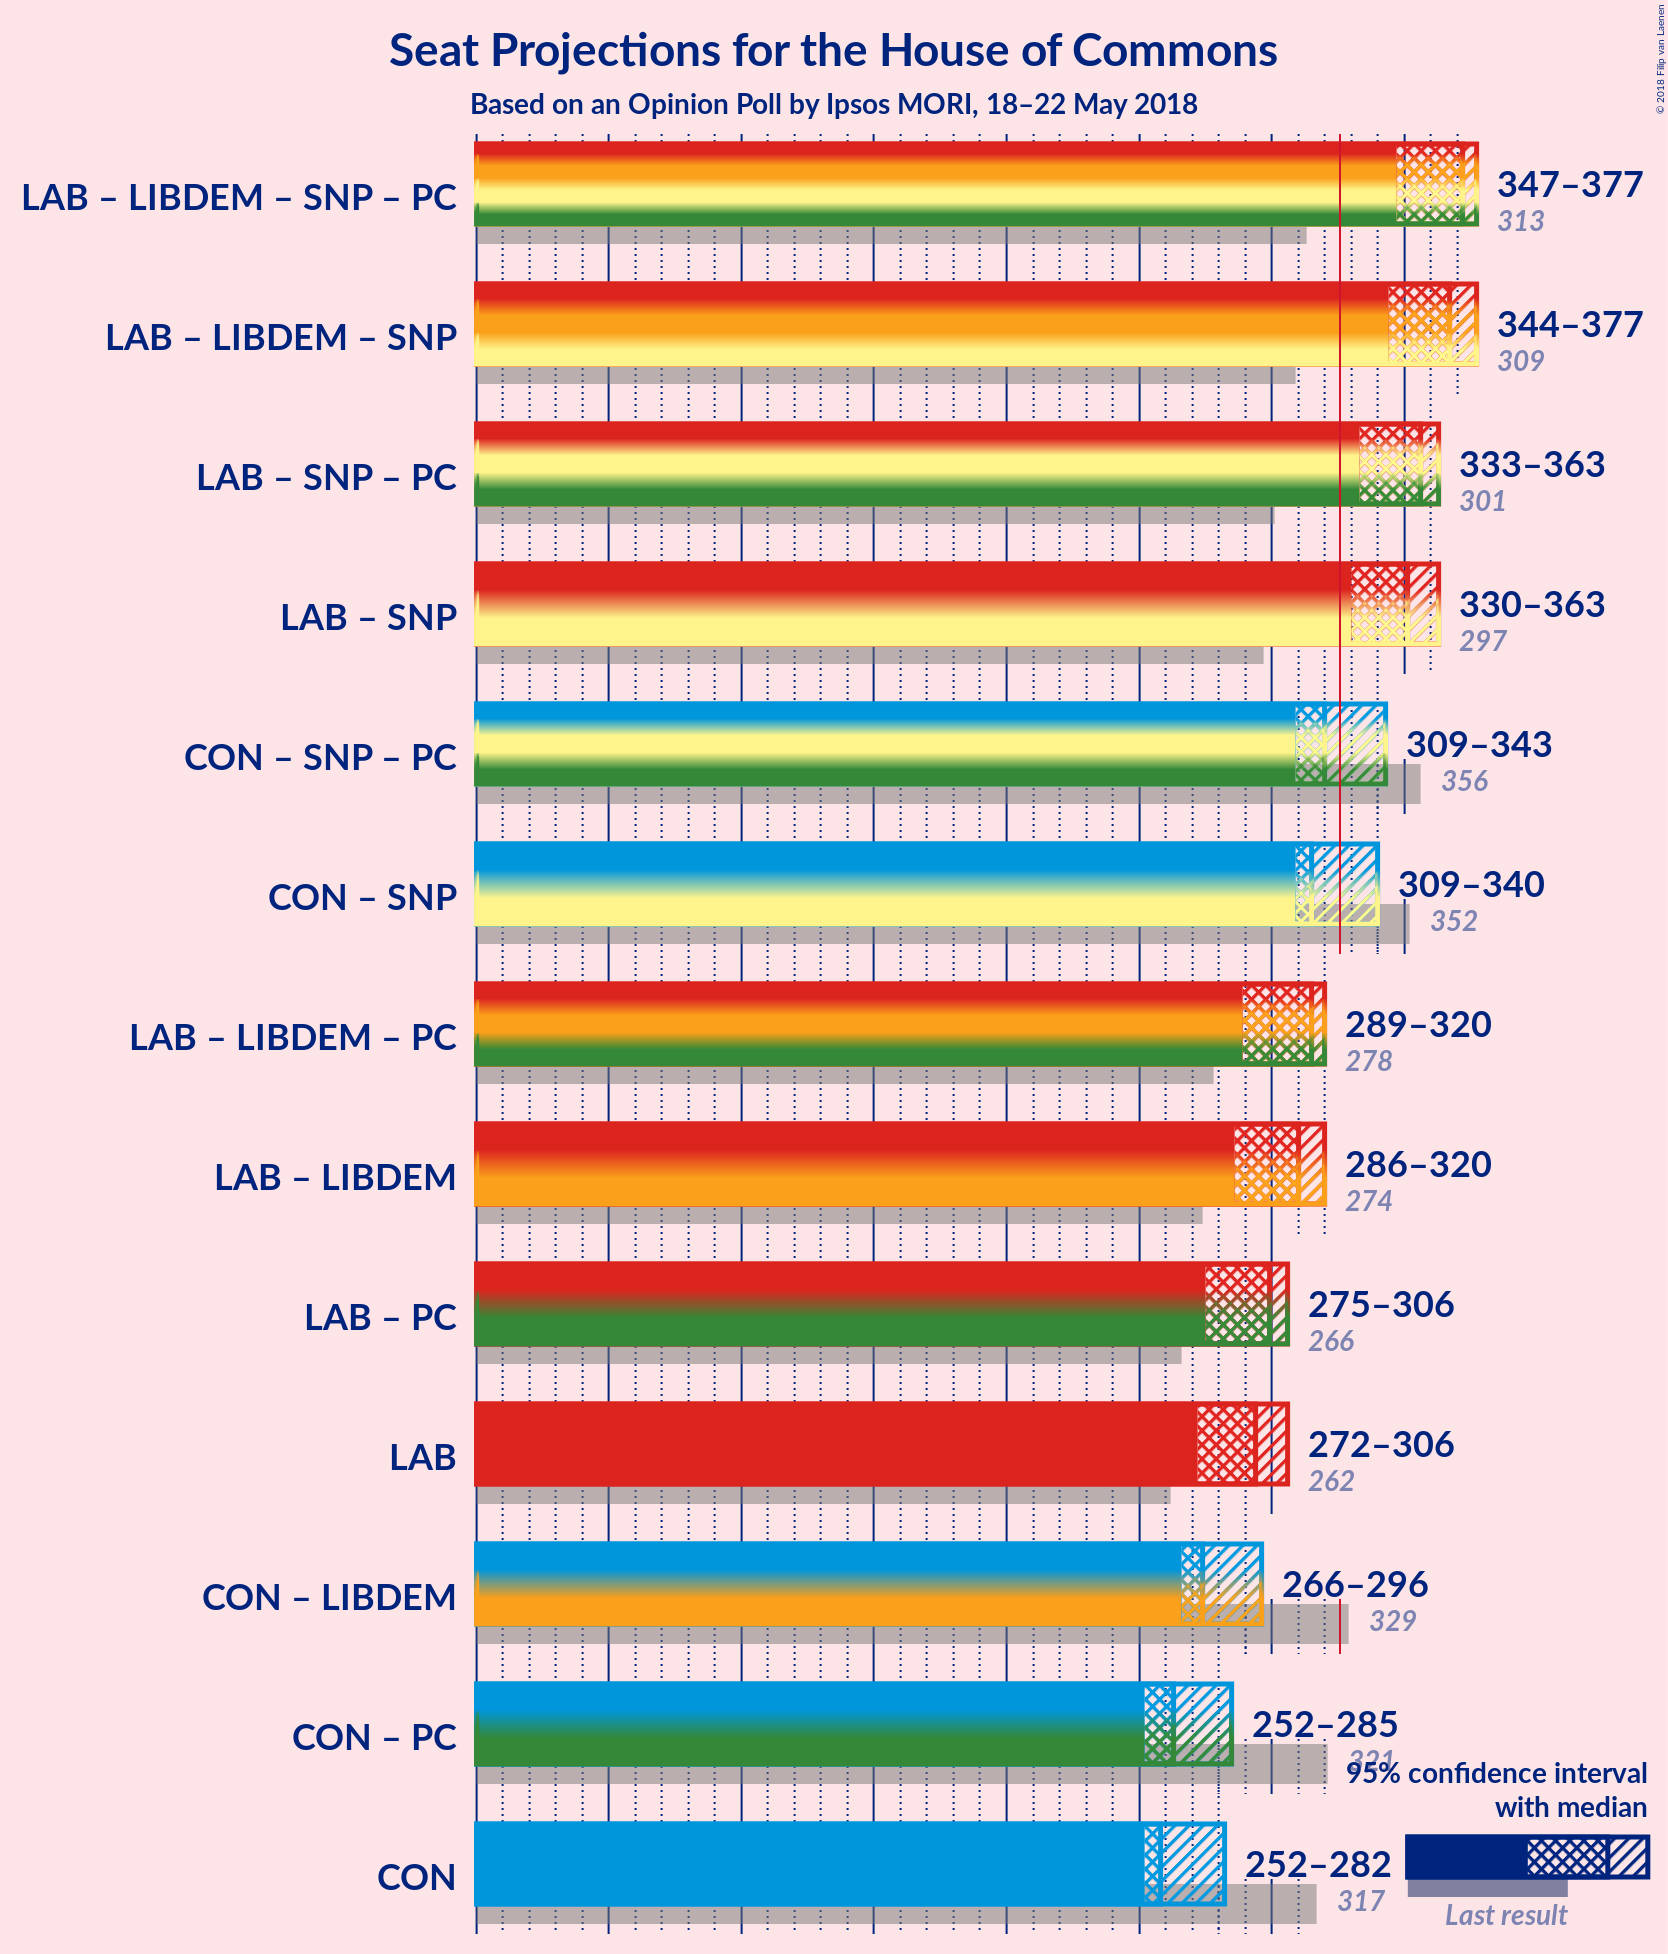 Seat Projections for the House of Commons
Based on an Opinion Poll by Ipsos MORI, 18–22 May 2018
© 2018 Filip van Laenen
LAB – LIBDEM – SNP – PC
347–377
313
LAB – LIBDEM – SNP
344–377
309
LAB – SNP – PC
333–363
301
LAB – SNP
330–363
297
CON – SNP – PC
309–343
356
CON – SNP
309–340
352
LAB – LIBDEM – PC
289–320
278
LAB – LIBDEM
286–320
274
LAB – PC
275–306
266
LAB
272–306
262
CON – LIBDEM
266–296
329
CON – PC
252–285
321
95% confidence interval
with median
CON
252–282
317
Last result